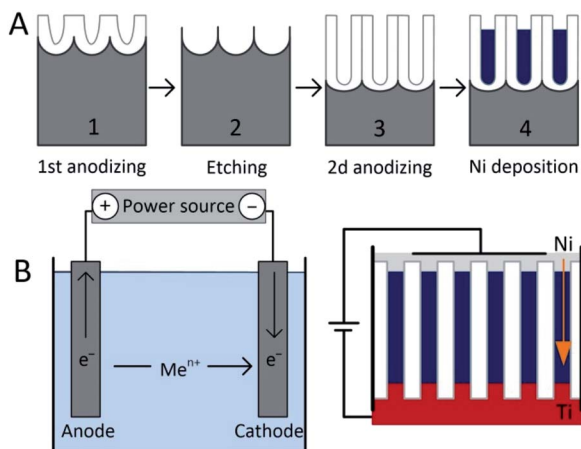 A
1 2 3 4
1st anodizing Etching 2d anodizing Ni deposition
+ Power source −
B
Ni
e⁻ Meⁿ⁺ e⁻
Anode Cathode Ti